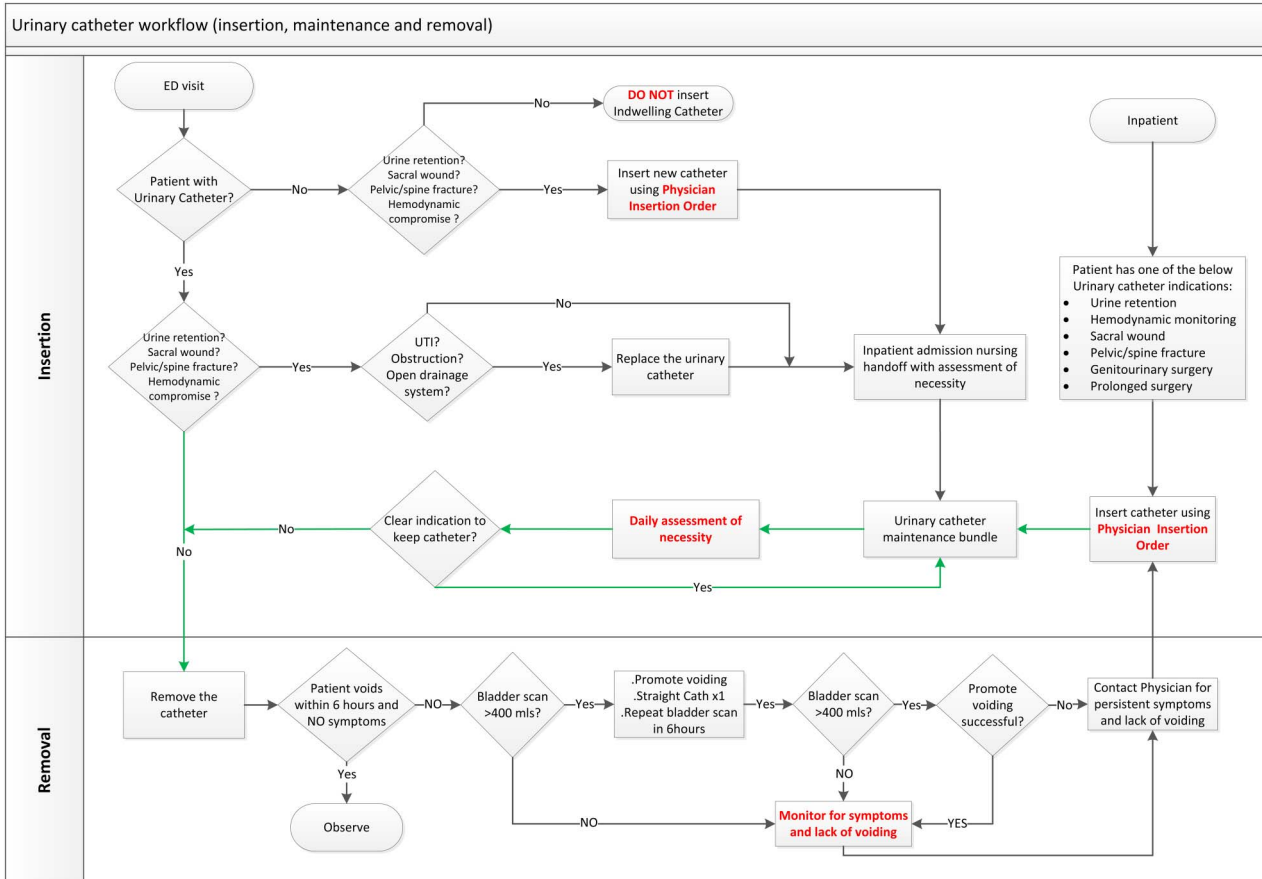 Urinary catheter workflow (insertion, maintenance and removal)
Insertion
ED visit
Patient with
Urinary Catheter?
No
Yes
Urine retention?
Sacral wound?
Pelvic/spine fracture?
Hemodynamic
compromise ?
No
DO NOT insert
Indwelling Catheter
Yes
Insert new catheter
using Physician
Insertion Order
Inpatient
Patient has one of the below
Urinary catheter indications:
• Urine retention
• Hemodynamic monitoring
• Sacral wound
• Pelvic/spine fracture
• Genitourinary surgery
• Prolonged surgery
Urine retention?
Sacral wound?
Pelvic/spine fracture?
Hemodynamic
compromise ?
Yes
UTI?
Obstruction?
Open drainage
system?
No
Yes
Replace the urinary
catheter
Inpatient admission nursing
handoff with assessment of
necessity
No
No
Clear indication to
keep catheter?
Yes
Daily assessment of
necessity
Urinary catheter
maintenance bundle
Insert catheter using
Physician Insertion
Order
Removal
Remove the
catheter
Patient voids
within 6 hours and
NO symptoms
Yes
Observe
NO
Bladder scan
>400 mls?
Yes
NO
.Promote voiding
.Straight Cath x1
.Repeat bladder scan
in 6hours
Yes
Bladder scan
>400 mls?
Yes
NO
Promote
voiding
successful?
No
YES
Contact Physician for
persistent symptoms
and lack of voiding
Monitor for symptoms
and lack of voiding